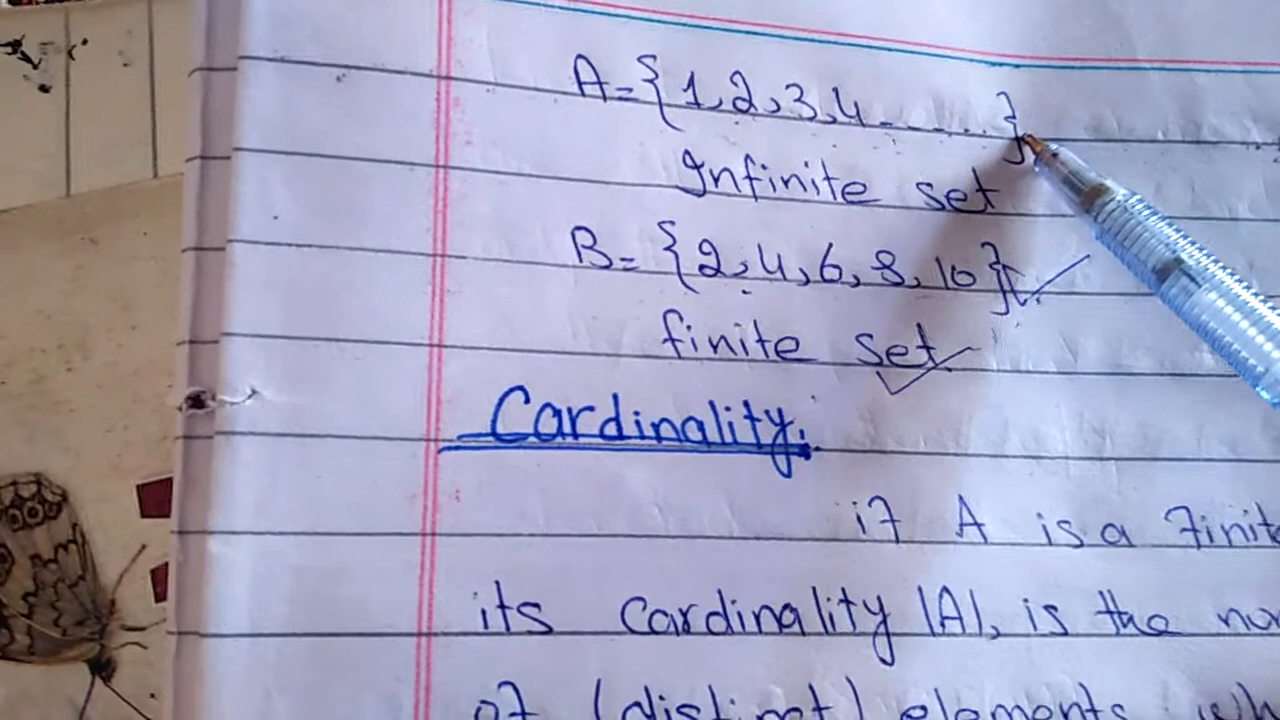 A={1,2,3,4......}
Infinite set
B={2,4,6,8,10}
finite set
Cardinality:
if A is a finit
its cardinality |A|, is the
of (distinct) elements